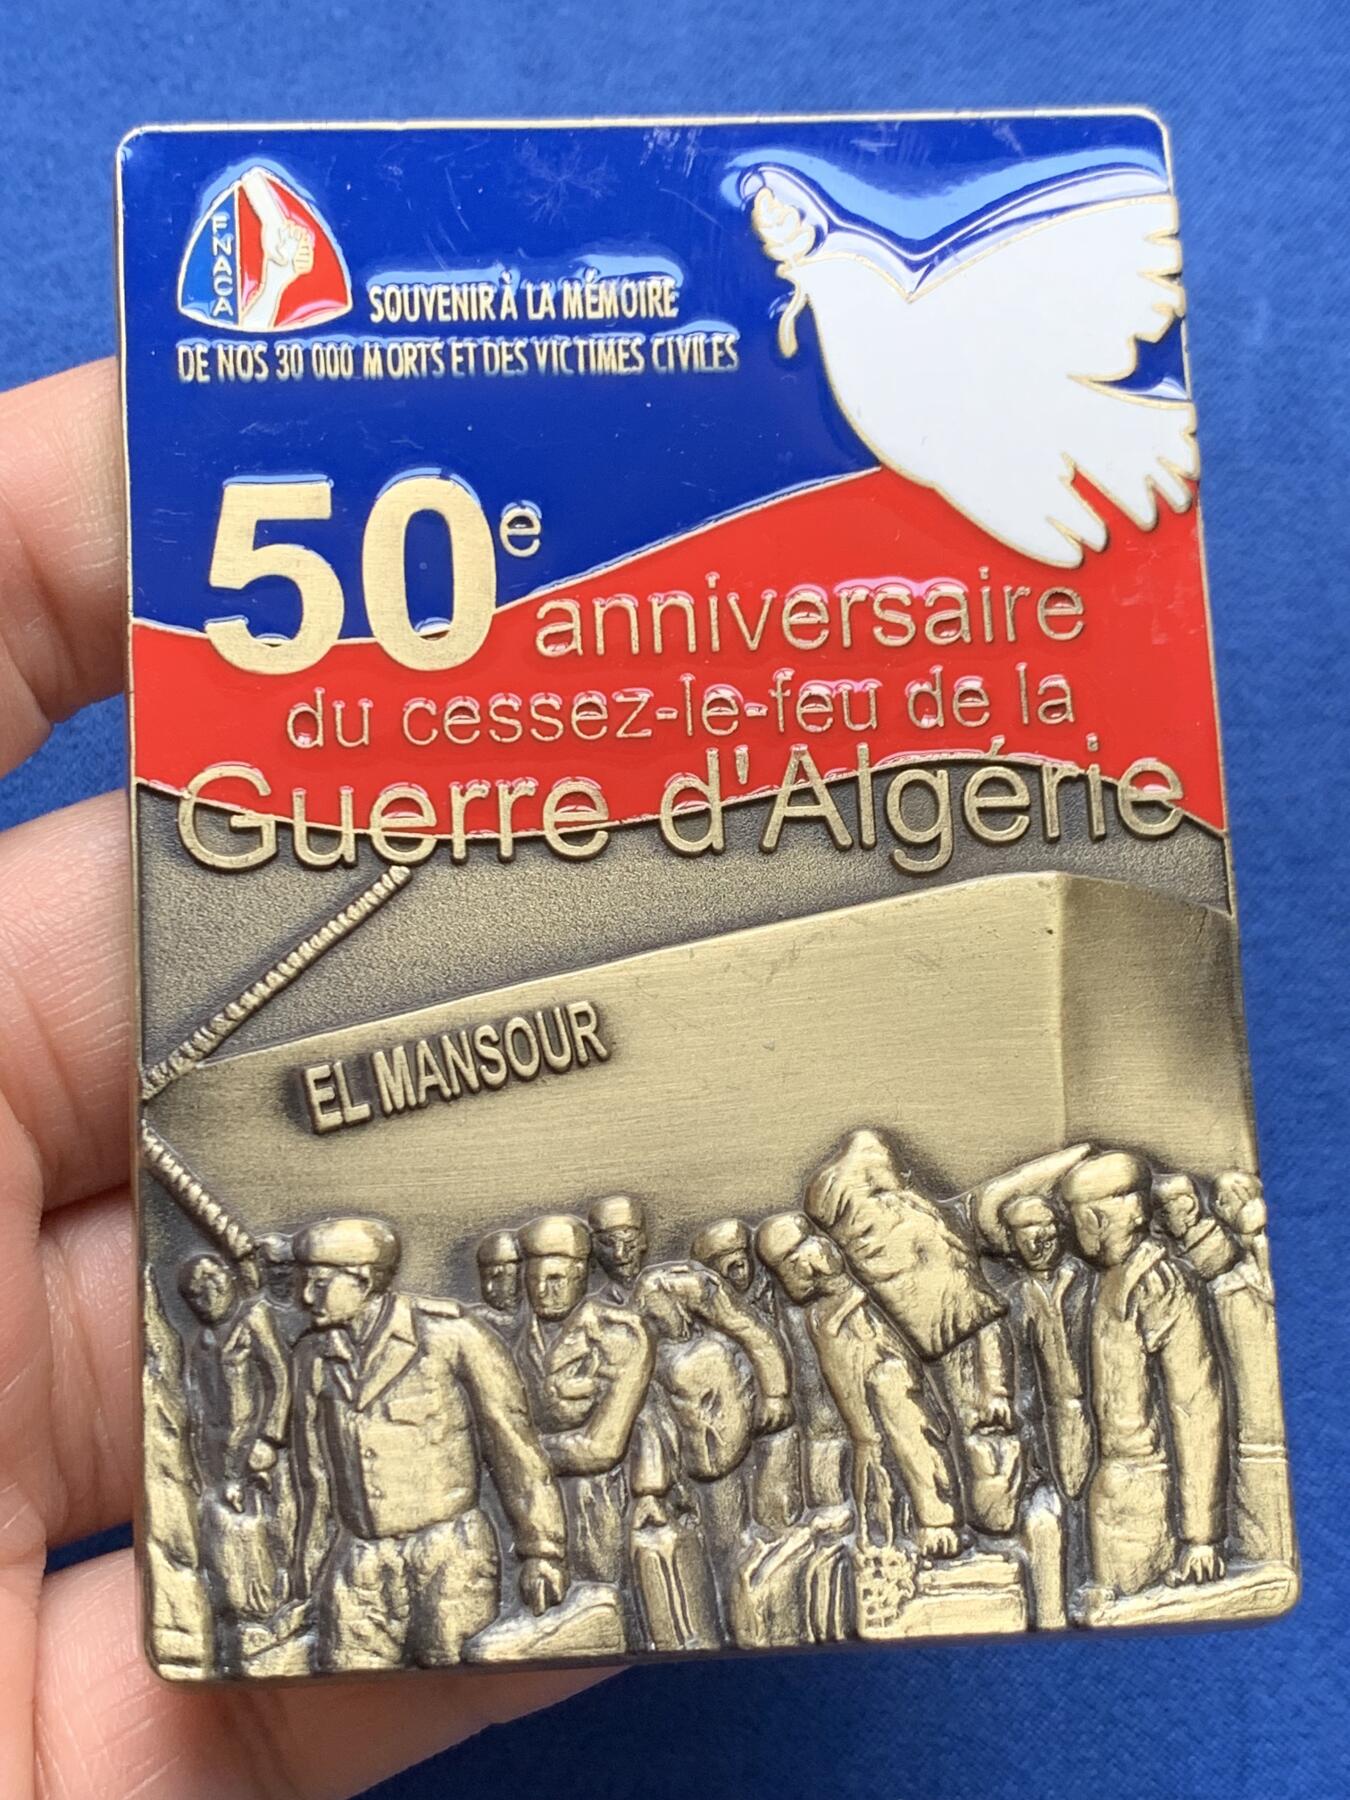 FNACA
SOUVENIR À LA MÉMOIRE
DE NOS 30 000 MORTS ET DES VICTIMES CIVILES
50e anniversaire
du cessez-le-feu de la
Guerre d'Algérie
EL MANSOUR